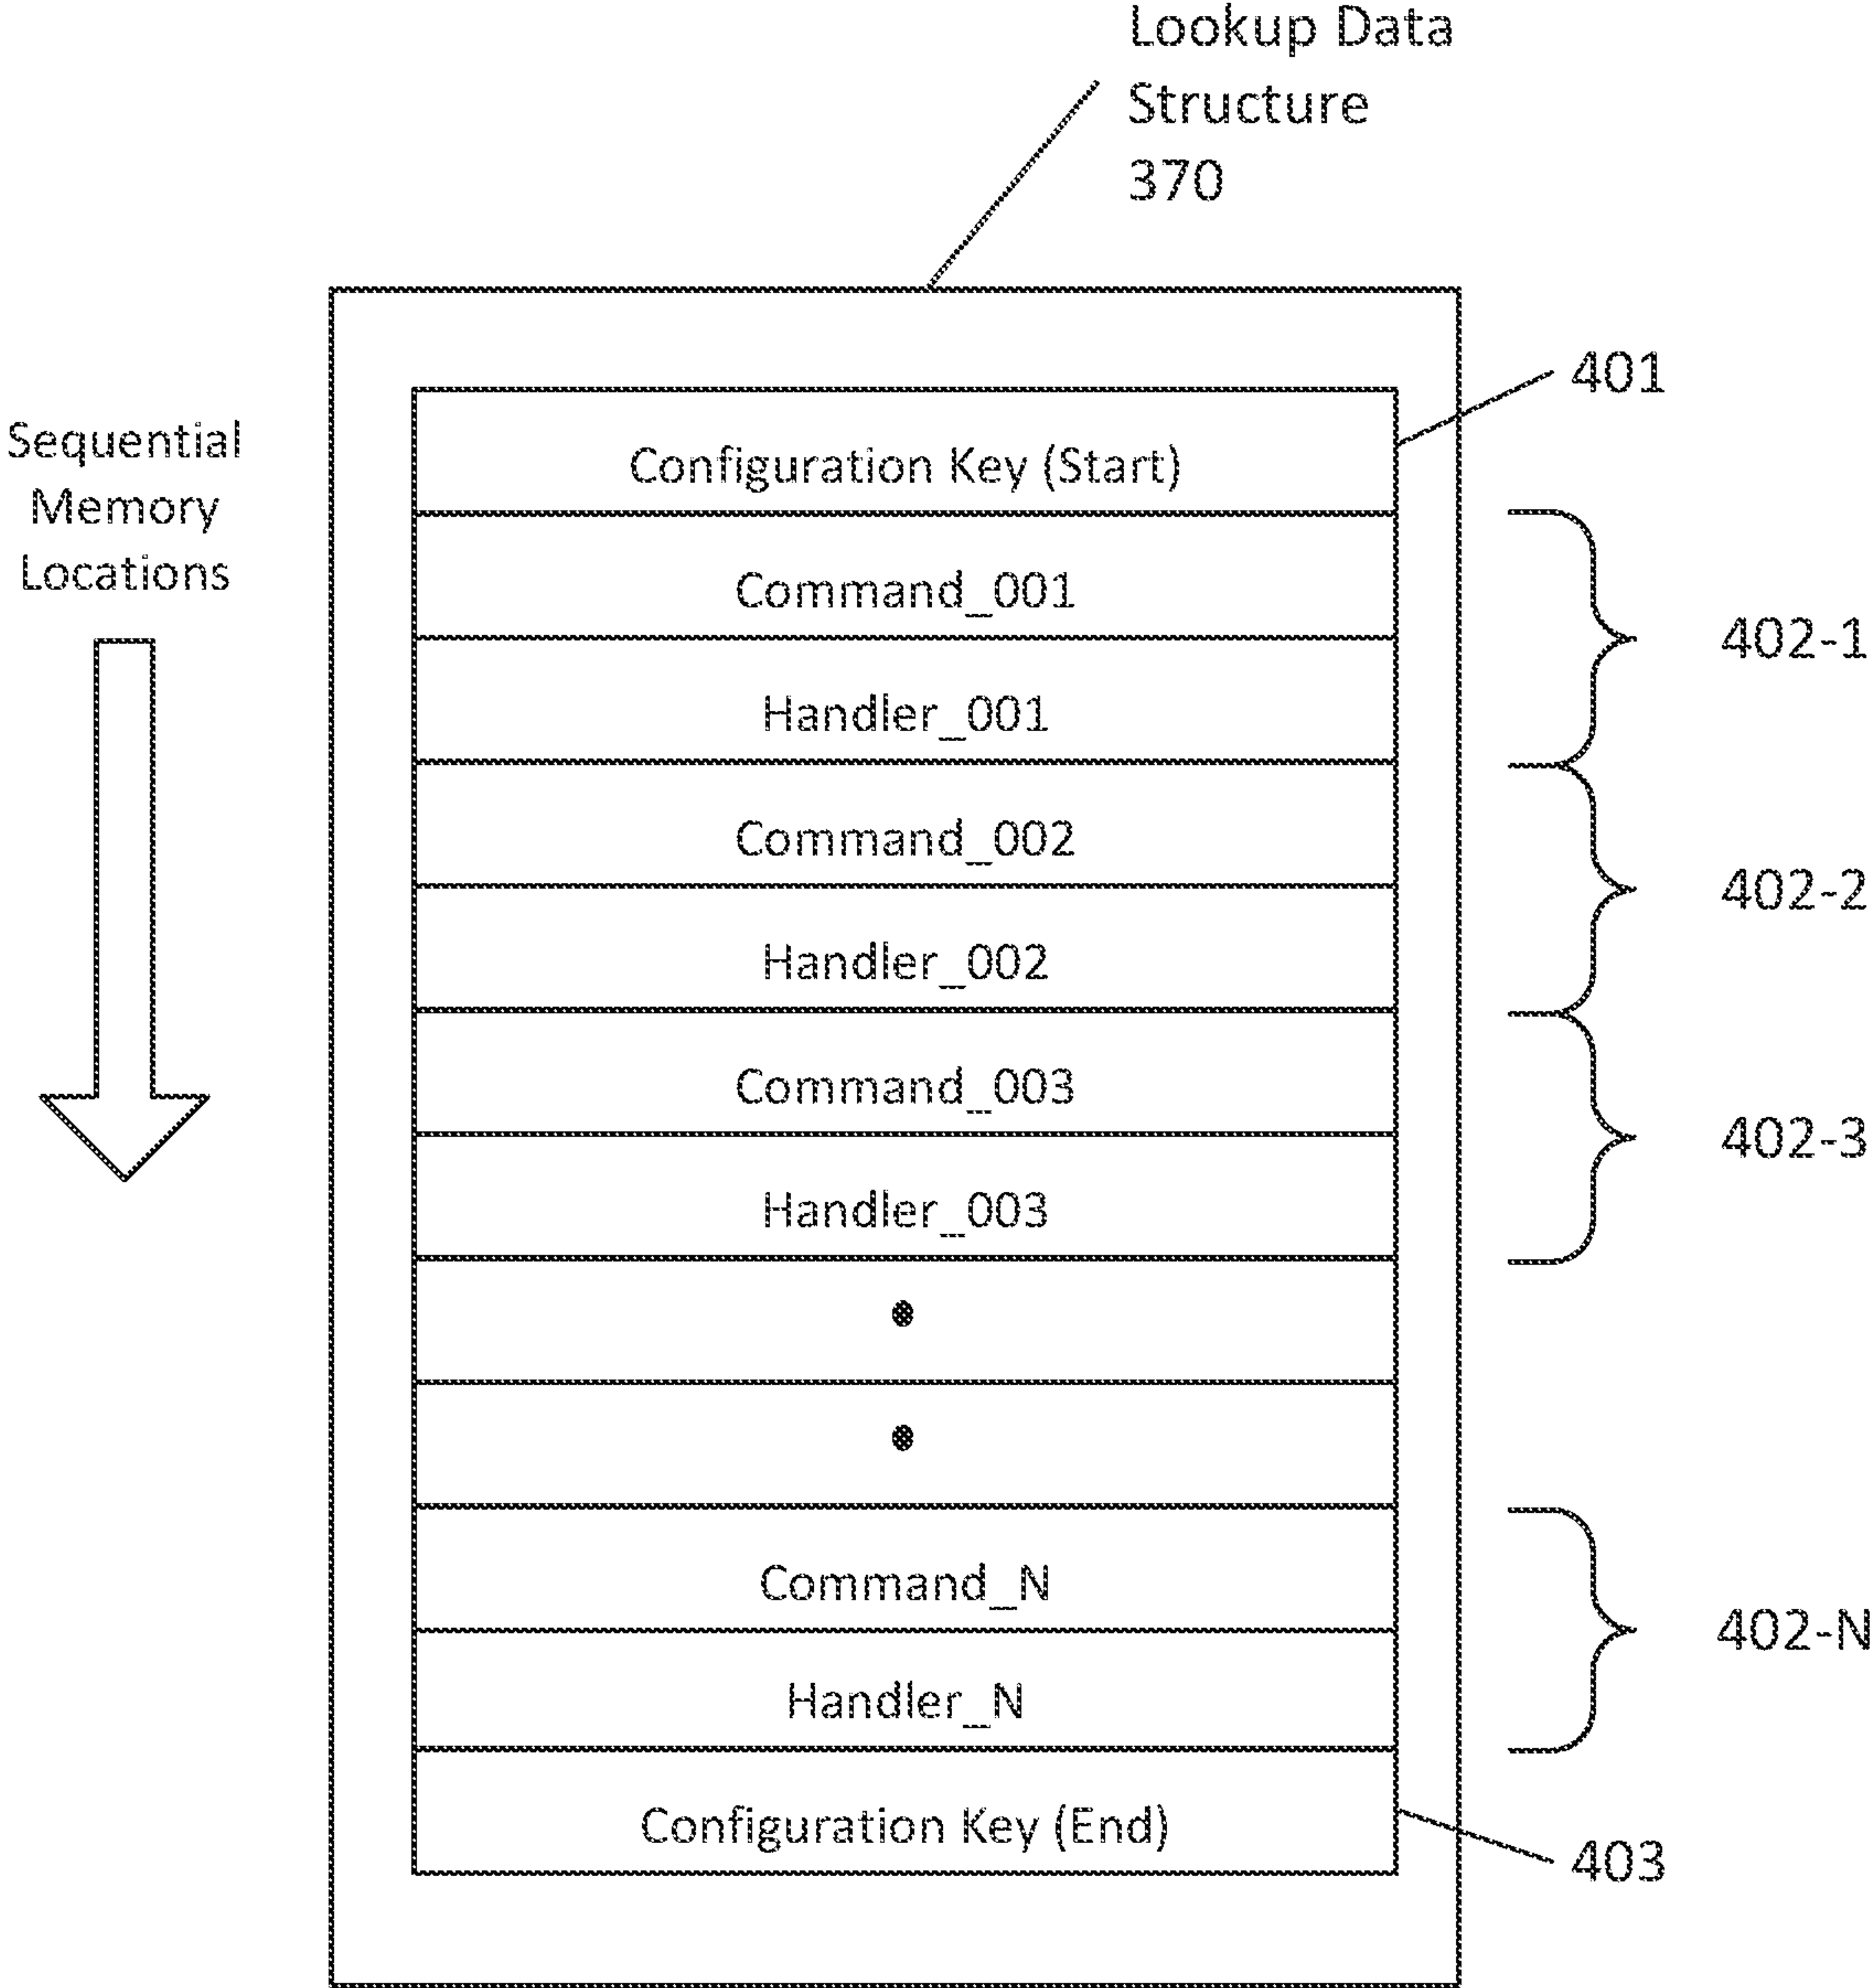 Lookup Data
Structure
370
401
Sequential
Memory
Locations
Configuration Key (Start)
Command_001
402-1
Handler_001
Command_002
402-2
Handler_002
Command_003
402-3
Handler_003
Command_N
402-N
Handler_N
Configuration Key (End)
403